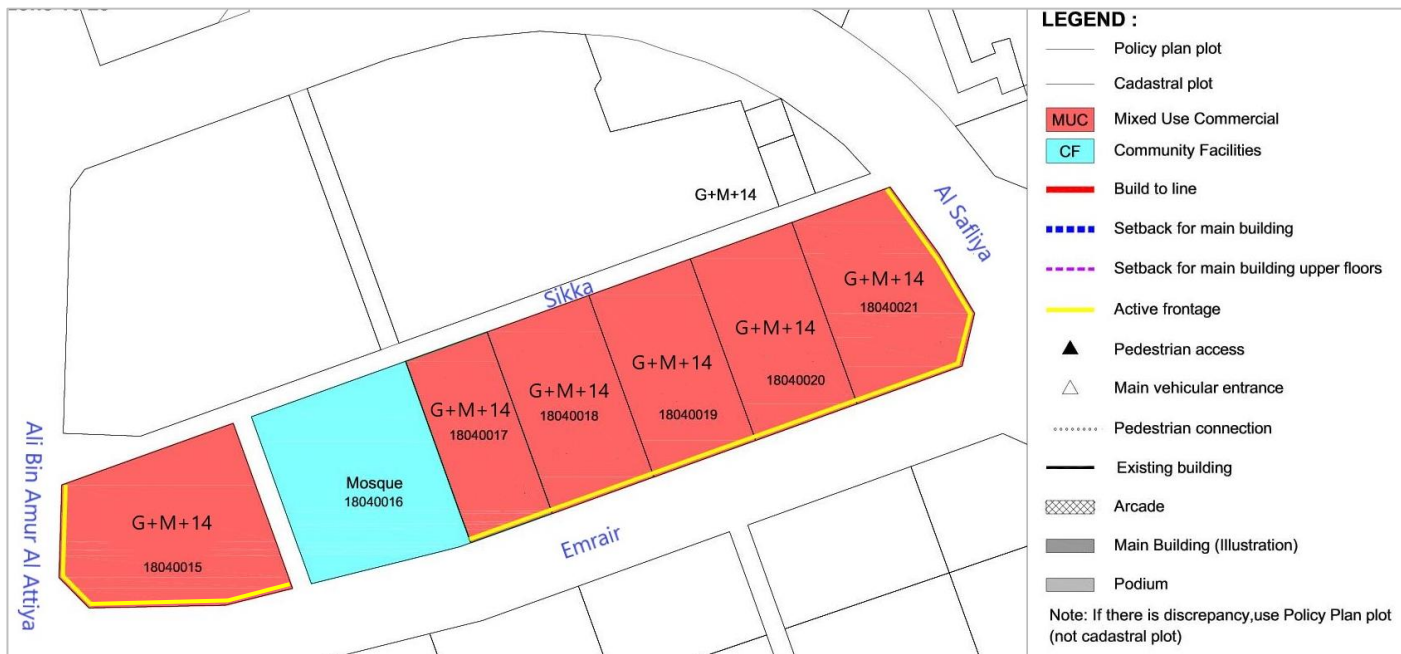 G+M+14
Al Safliya
G+M+14
18040021
Sikka
G+M+14
18040020
G+M+14
18040019
G+M+14
18040018
G+M+14
18040017
Mosque
18040016
Emrair
Ali Bin Amur Al Attiya
G+M+14
18040015
LEGEND :
Policy plan plot
Cadastral plot
MUC Mixed Use Commercial
CF Community Facilities
Build to line
Setback for main building
Setback for main building upper floors
Active frontage
Pedestrian access
Main vehicular entrance
Pedestrian connection
Existing building
Arcade
Main Building (Illustration)
Podium
Note: If there is discrepancy,use Policy Plan plot
(not cadastral plot)